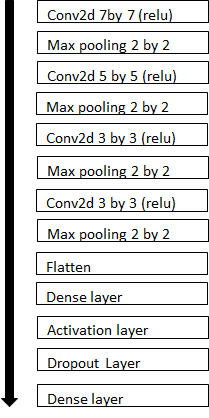 Conv2d 7by 7 (relu)
Max pooling 2 by 2
Conv2d 5 by 5 (relu)
Max pooling 2 by 2
Conv2d 3 by 3 (relu)
Max pooling 2 by 2
Conv2d 3 by 3 (relu)
Max pooling 2 by 2
Flatten
Dense layer
Activation layer
Dropout Layer
Dense layer